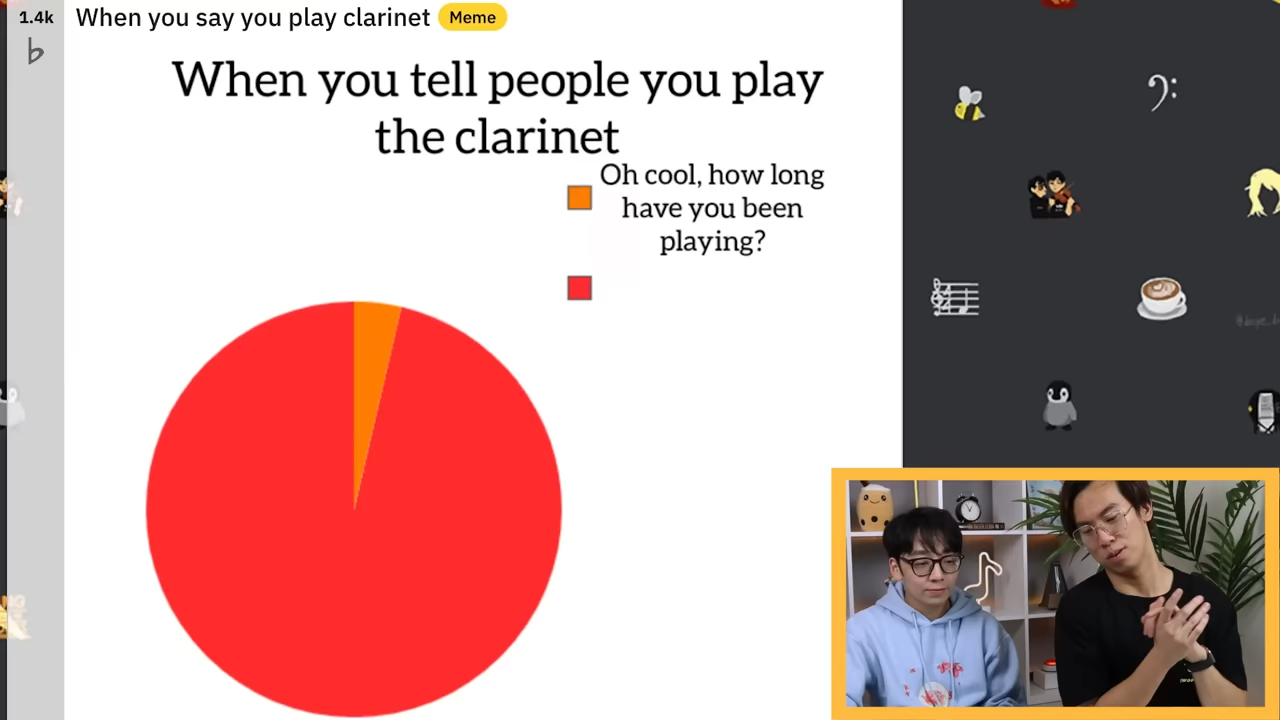 1.4k
When you say you play clarinet Meme
When you tell people you play
the clarinet
Oh cool, how long
have you been
playing?